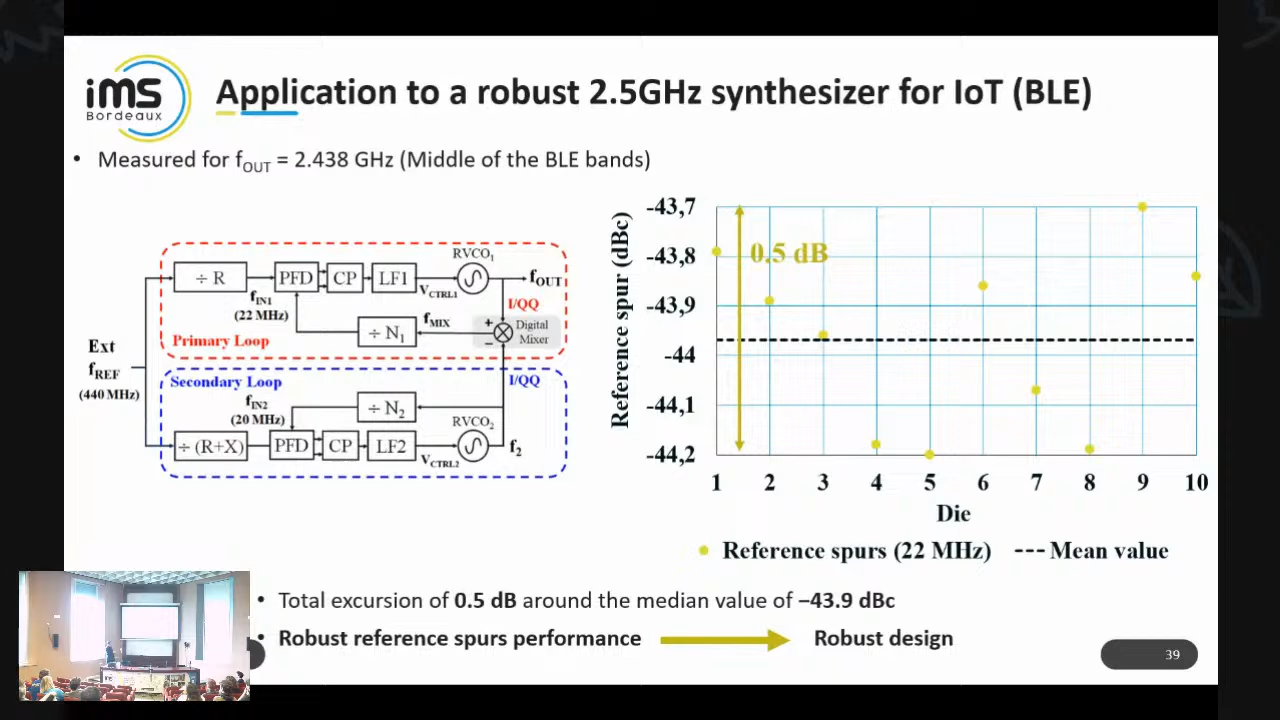 iMS
Bordeaux
Application to a robust 2.5GHz synthesizer for IoT (BLE)
• Measured for fOUT = 2.438 GHz (Middle of the BLE bands)
Ext
fREF
(440 MHz)
÷ R
PFD
CP
LF1
RVCO1
VCTRL1
fOUT
fIN1
(22 MHz)
I/QQ
fMIX
÷ N1
+
−
Digital
Mixer
Primary Loop
Secondary Loop
I/QQ
fIN2
(20 MHz)
÷ N2
RVCO2
÷ (R+X)
PFD
CP
LF2
VCTRL2
f2
Reference spur (dBc)
-43,7
-43,8
-43,9
-44
-44,1
-44,2
0.5 dB
1 2 3 4 5 6 7 8 9 10
Die
Reference spurs (22 MHz) --- Mean value
• Total excursion of 0.5 dB around the median value of −43.9 dBc
• Robust reference spurs performance Robust design
39